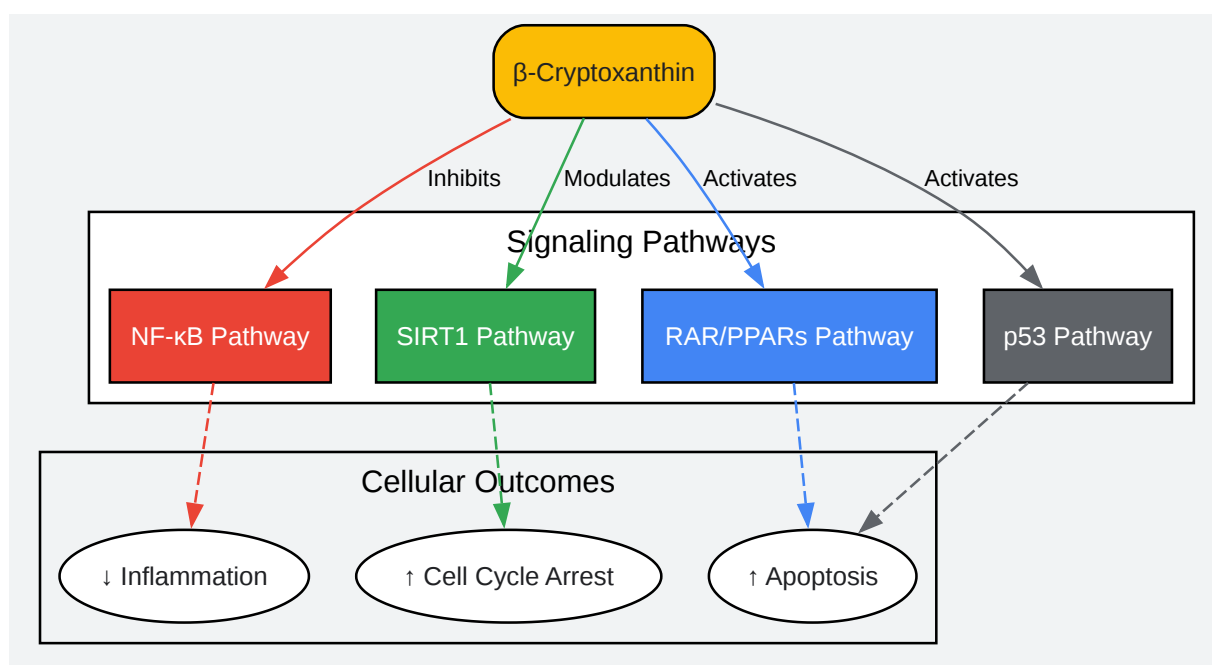 β-Cryptoxanthin
Inhibits
Modulates
Activates
Activates
Signaling Pathways
NF-κB Pathway
SIRT1 Pathway
RAR/PPARs Pathway
p53 Pathway
Cellular Outcomes
↓ Inflammation
↑ Cell Cycle Arrest
↑ Apoptosis